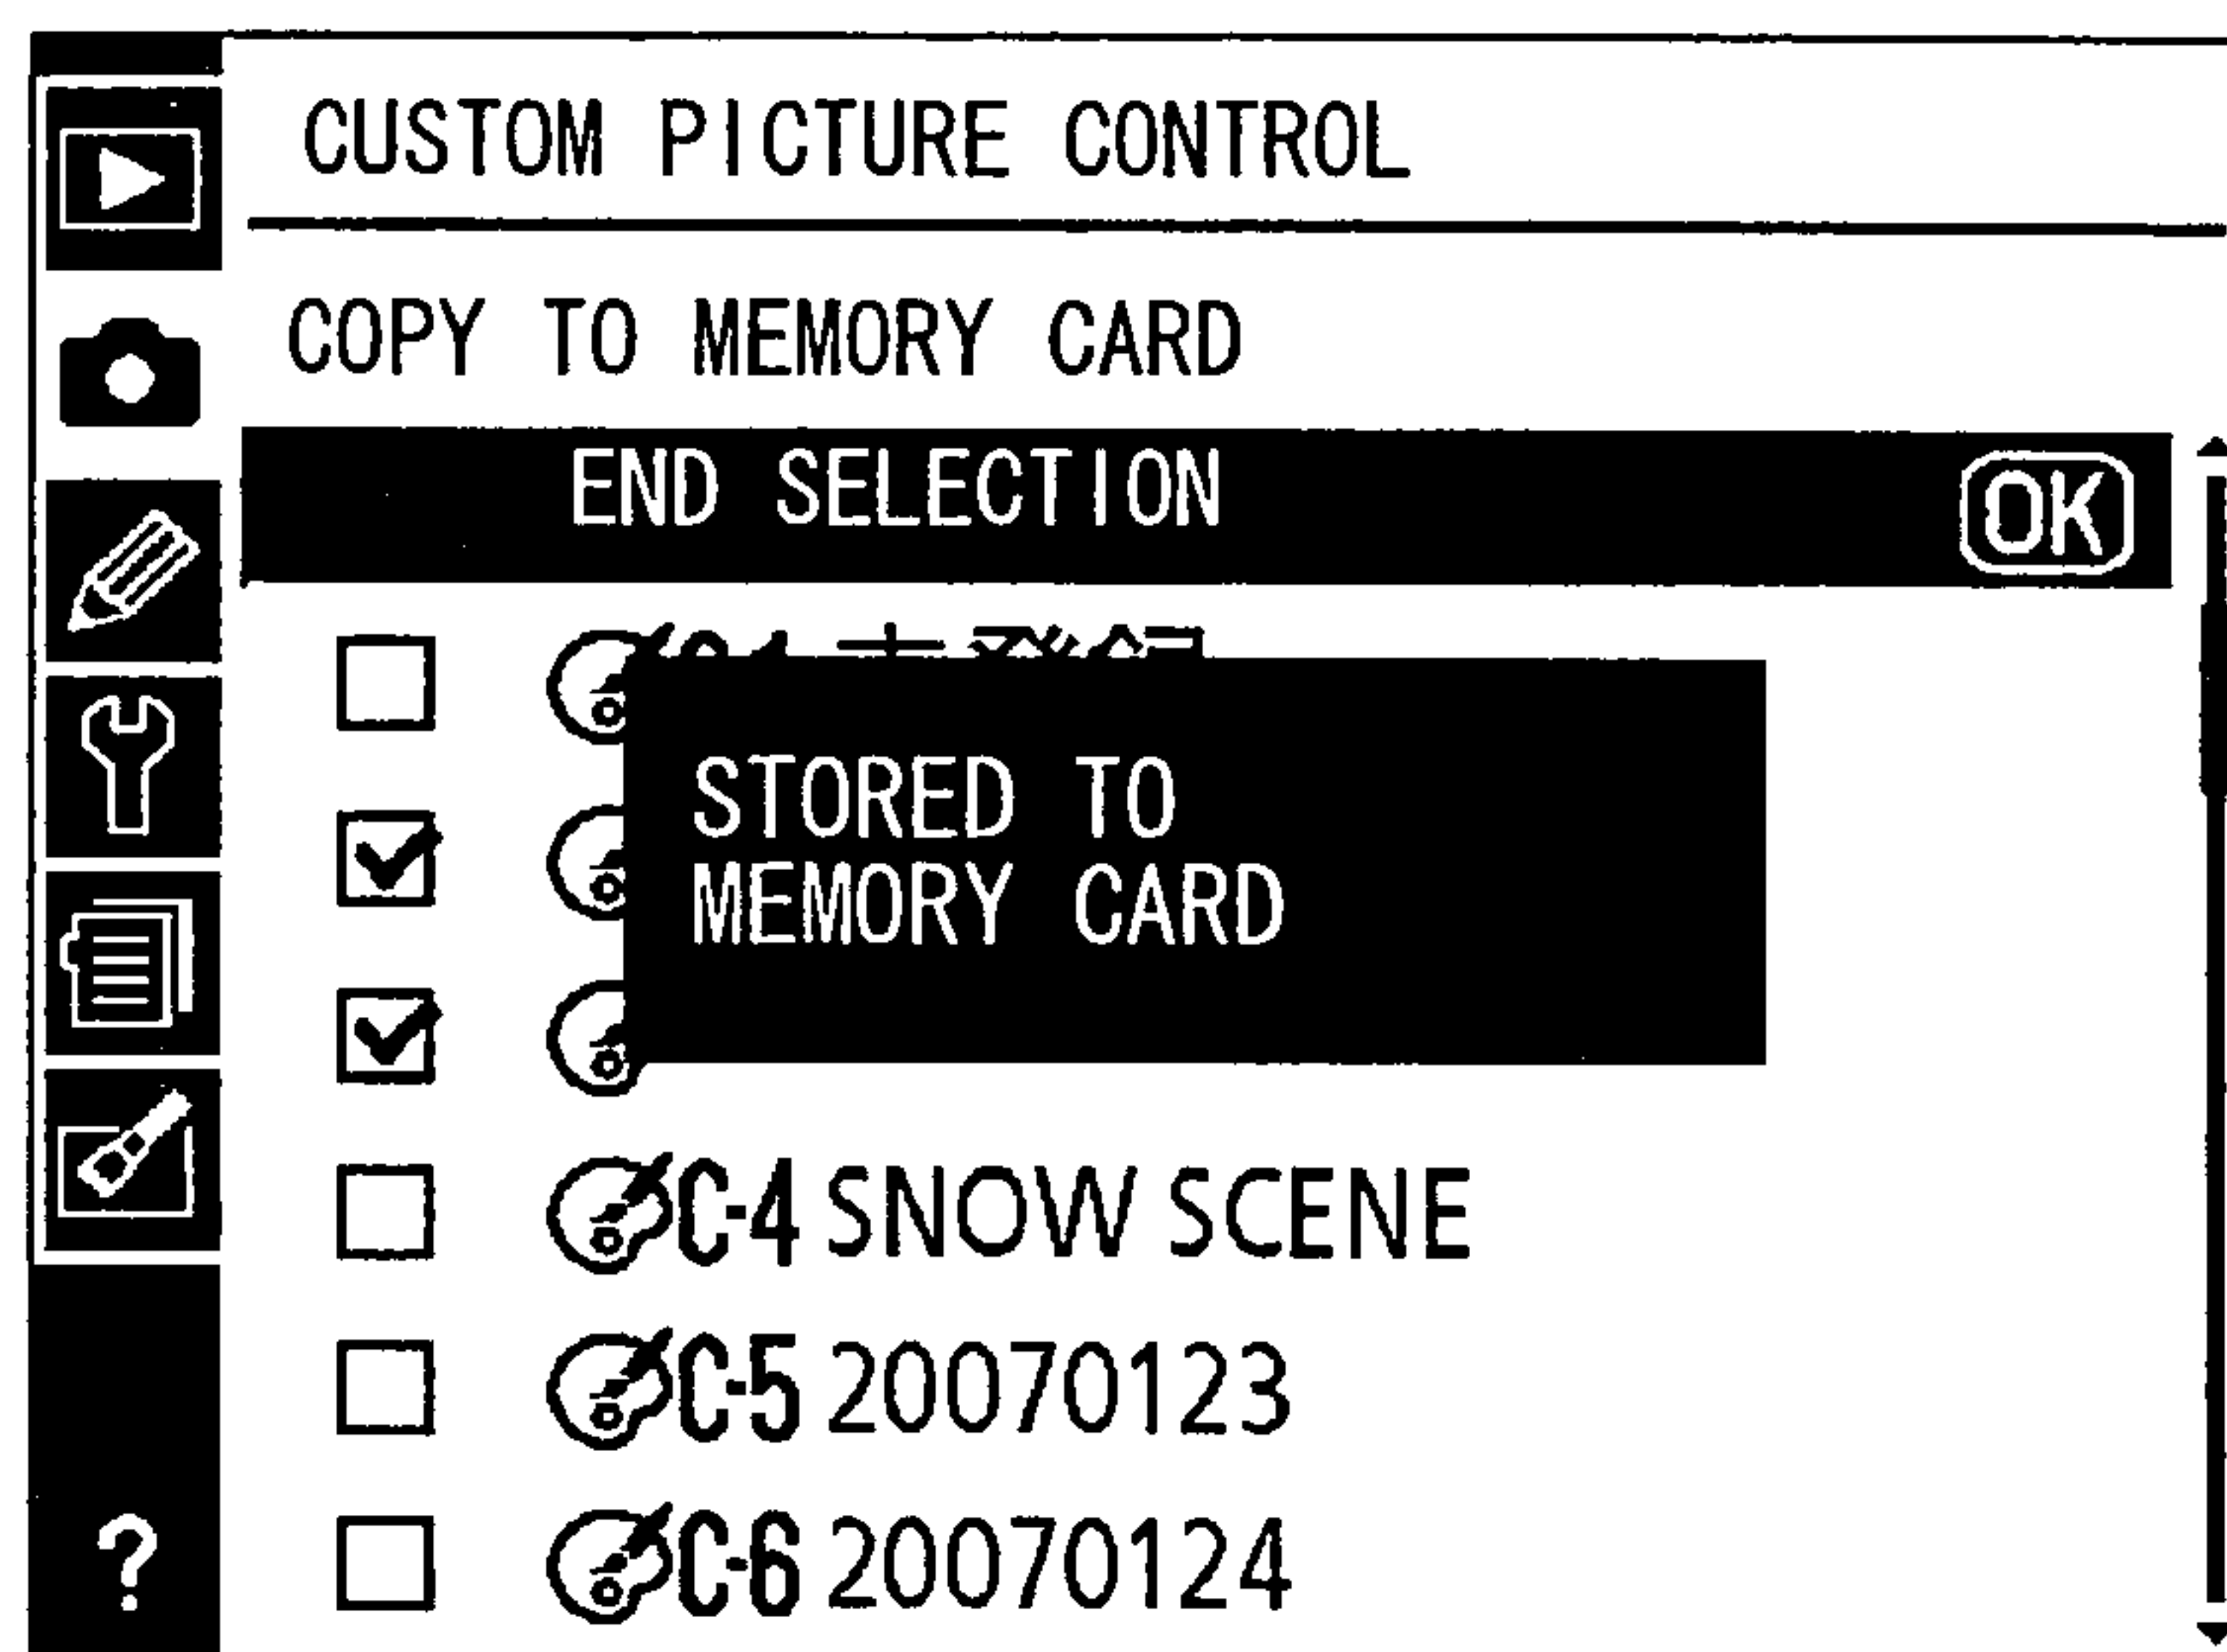 CUSTOM PICTURE CONTROL
COPY TO MEMORY CARD
END SELECTION OK
STORED TO
MEMORY CARD
C-4 SNOW SCENE
C-5 20070123
C-6 20070124
?